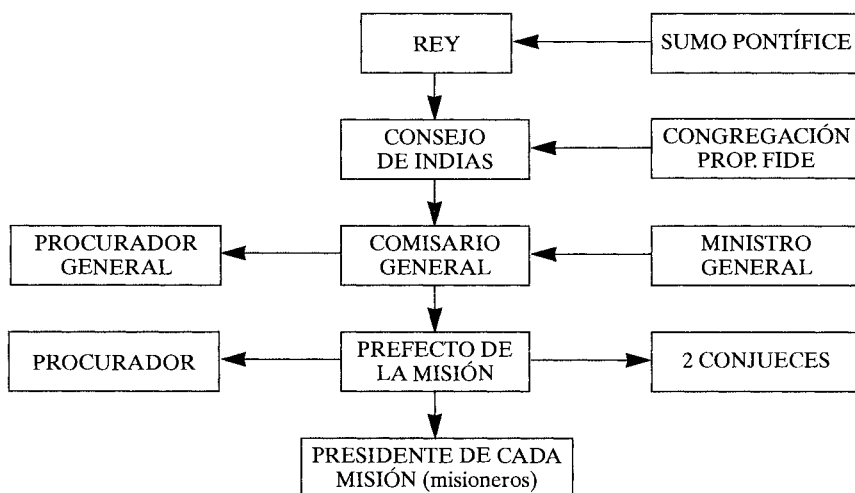 REY
SUMO PONTÍFICE
CONSEJO
DE INDIAS
CONGREGACIÓN
PROP. FIDE
PROCURADOR
GENERAL
COMISARIO
GENERAL
MINISTRO
GENERAL
PROCURADOR
PREFECTO DE
LA MISIÓN
2 CONJUECES
PRESIDENTE DE CADA
MISIÓN (misioneros)